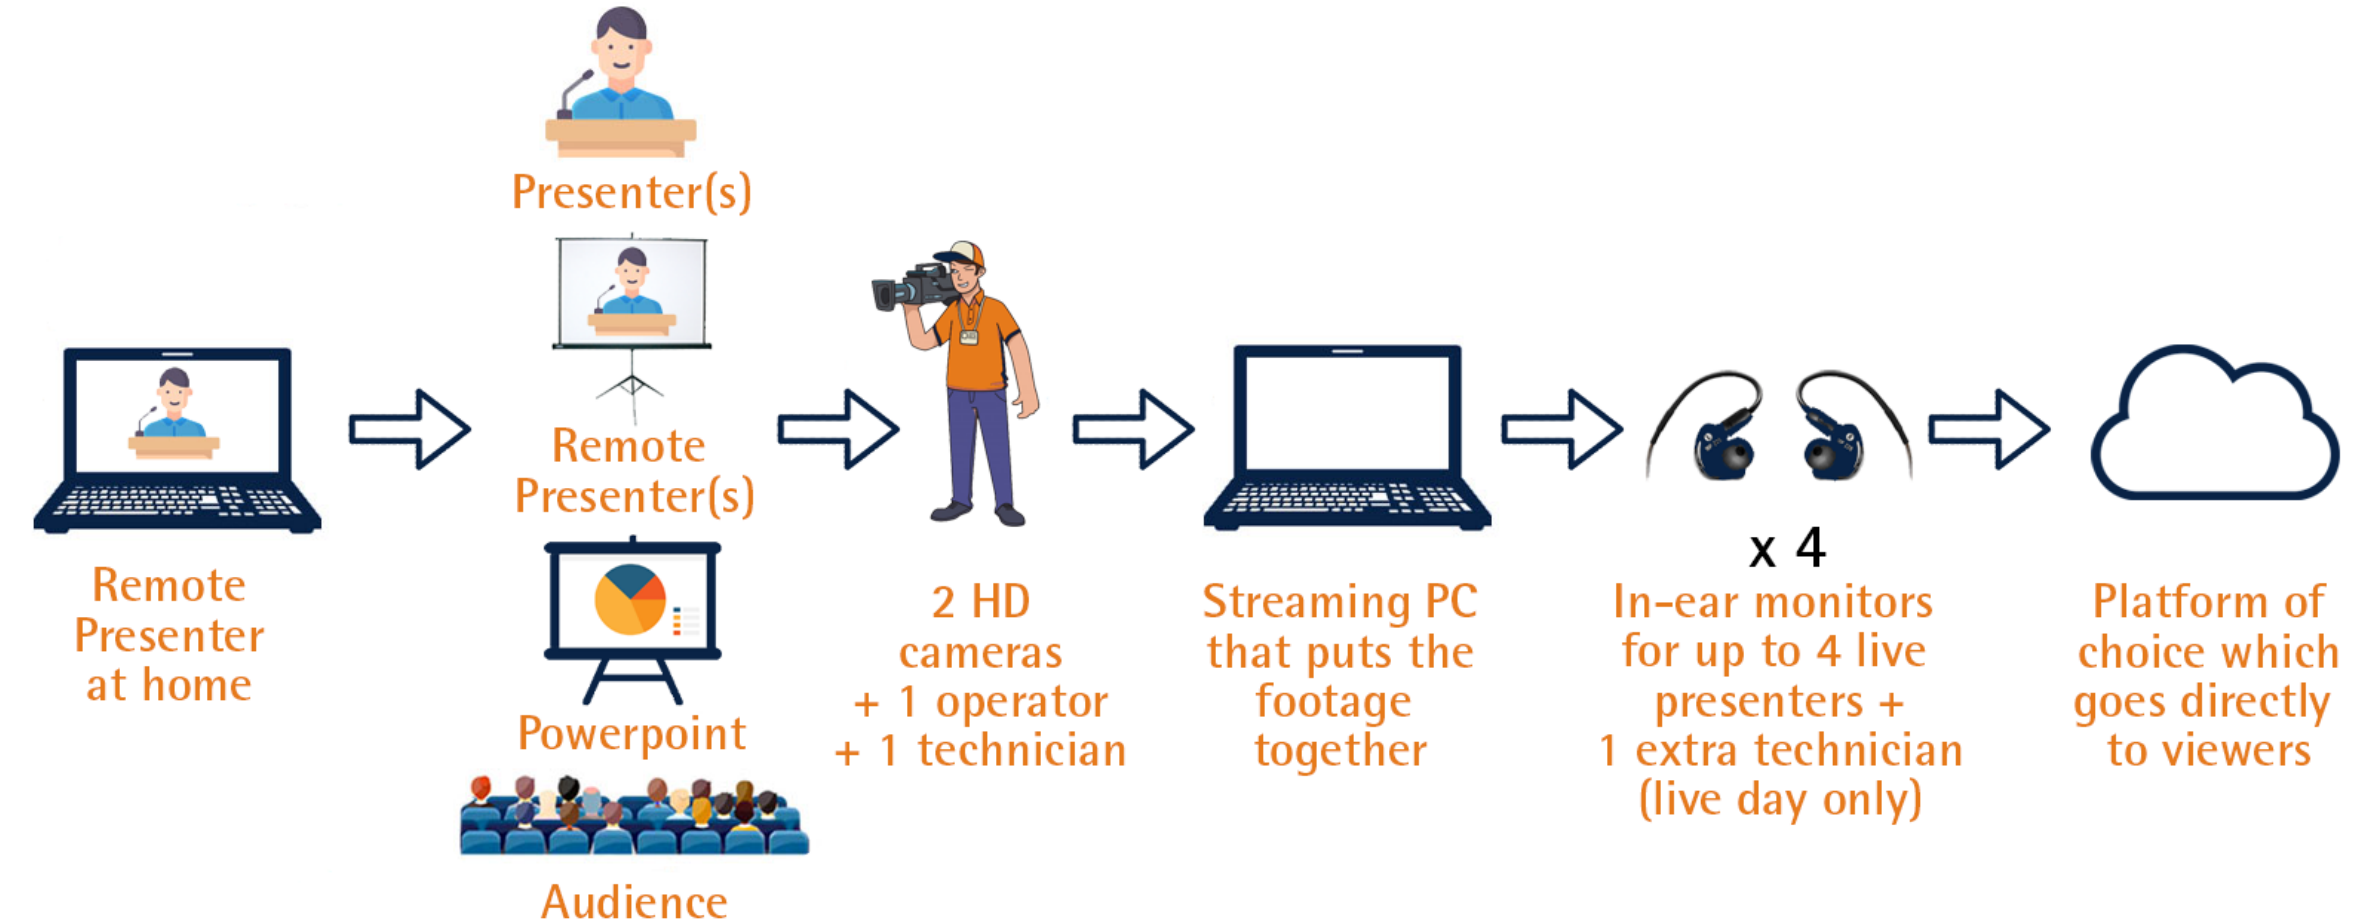 Remote
Presenter
at home
Presenter(s)
Remote
Presenter(s)
Powerpoint
Audience
2 HD
cameras
+ 1 operator
+ 1 technician
Streaming PC
that puts the
footage
together
x 4
In-ear monitors
for up to 4 live
presenters +
1 extra technician
(live day only)
Platform of
choice which
goes directly
to viewers